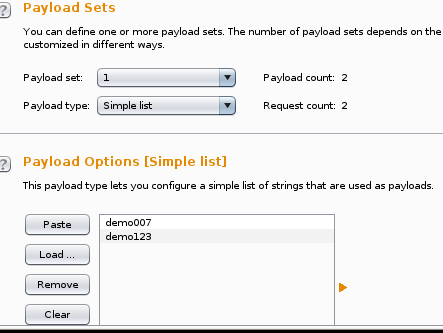 Payload Sets
You can define one or more payload sets. The number of payload sets depends on the
customized in different ways.
Payload set: 1 Payload count: 2
Payload type: Simple list Request count: 2
Payload Options [Simple list]
This payload type lets you configure a simple list of strings that are used as payloads.
Paste
Load ...
Remove
Clear
demo007
demo123